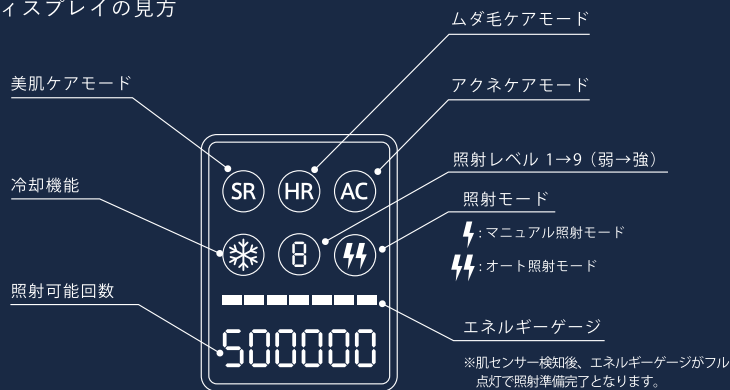 ィスプレイの見方
ムダ毛ケアモード
美肌ケアモード
アクネケアモード
照射レベル 1→9（弱→強）
冷却機能
照射モード
：マニュアル照射モード
：オート照射モード
照射可能回数
エネルギーゲージ
※肌センサー検知後、エネルギーゲージがフル
点灯で照射準備完了となります。
SR HR AC
8
500000